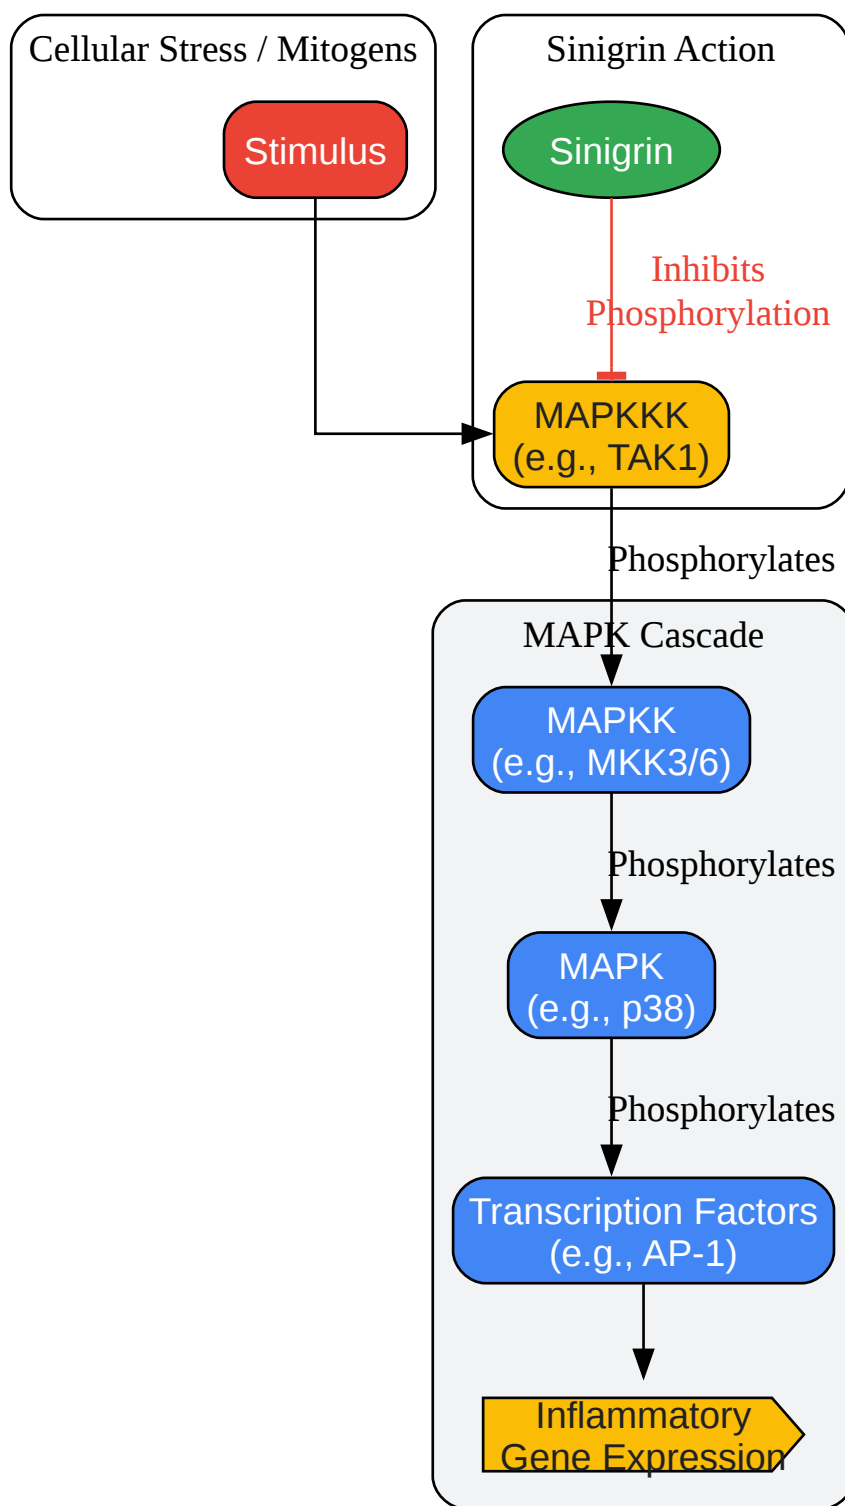 Cellular Stress / Mitogens
Stimulus
Sinigrin Action
Sinigrin
Inhibits
Phosphorylation
MAPKKK
(e.g., TAK1)
Phosphorylates
MAPK Cascade
MAPKK
(e.g., MKK3/6)
Phosphorylates
MAPK
(e.g., p38)
Phosphorylates
Transcription Factors
(e.g., AP-1)
Inflammatory
Gene Expression